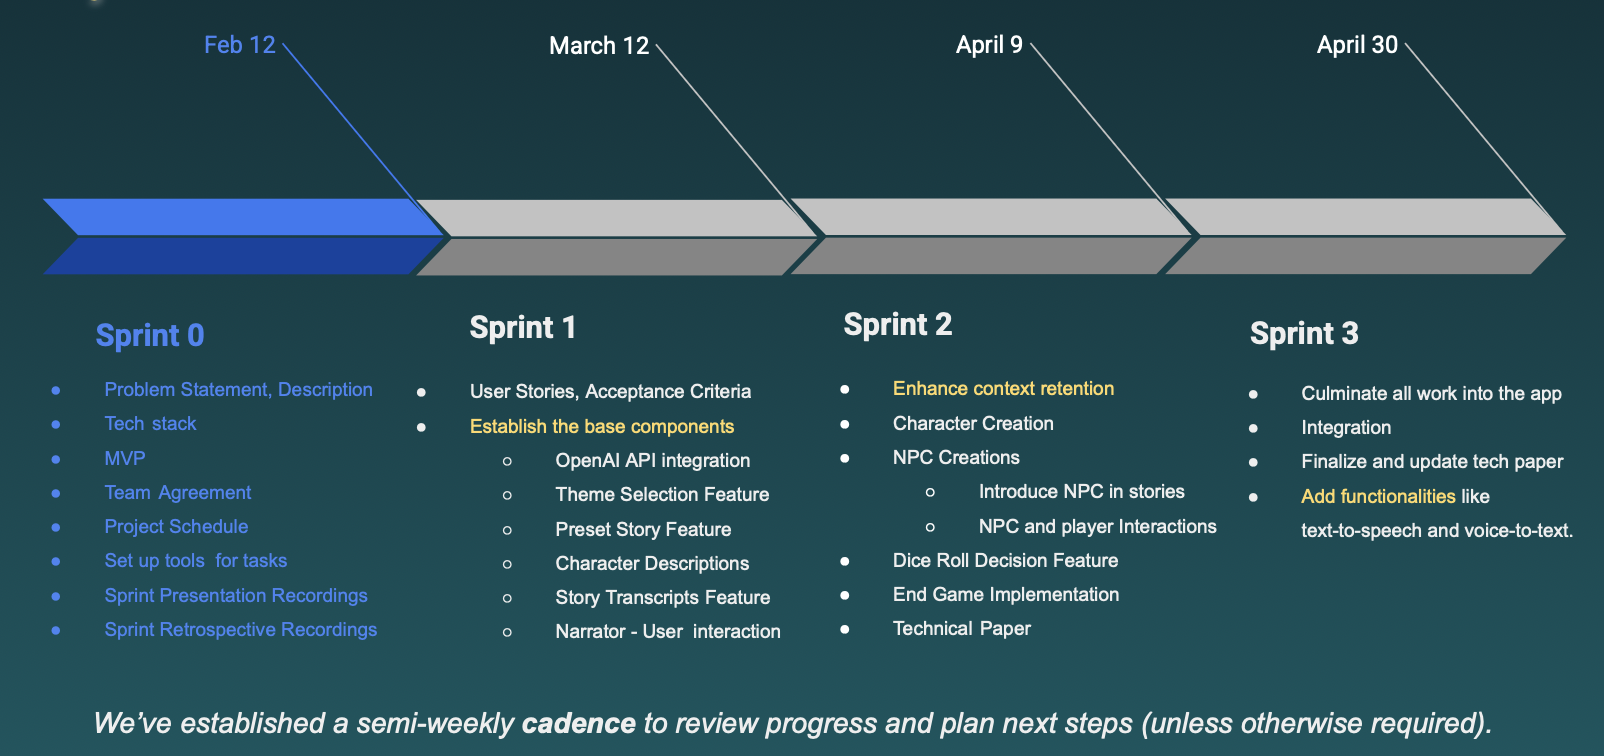 Feb 12
March 12
April 9
April 30
Sprint 0
Problem Statement, Description
Tech stack
MVP
Team Agreement
Project Schedule
Set up tools for tasks
Sprint Presentation Recordings
Sprint Retrospective Recordings
Sprint 1
User Stories, Acceptance Criteria
Establish the base components
OpenAI API integration
Theme Selection Feature
Preset Story Feature
Character Descriptions
Story Transcripts Feature
Narrator - User interaction
Sprint 2
Enhance context retention
Character Creation
NPC Creations
Introduce NPC in stories
NPC and player Interactions
Dice Roll Decision Feature
End Game Implementation
Technical Paper
Sprint 3
Culminate all work into the app
Integration
Finalize and update tech paper
Add functionalities like
text-to-speech and voice-to-text.
We’ve established a semi-weekly cadence to review progress and plan next steps (unless otherwise required).